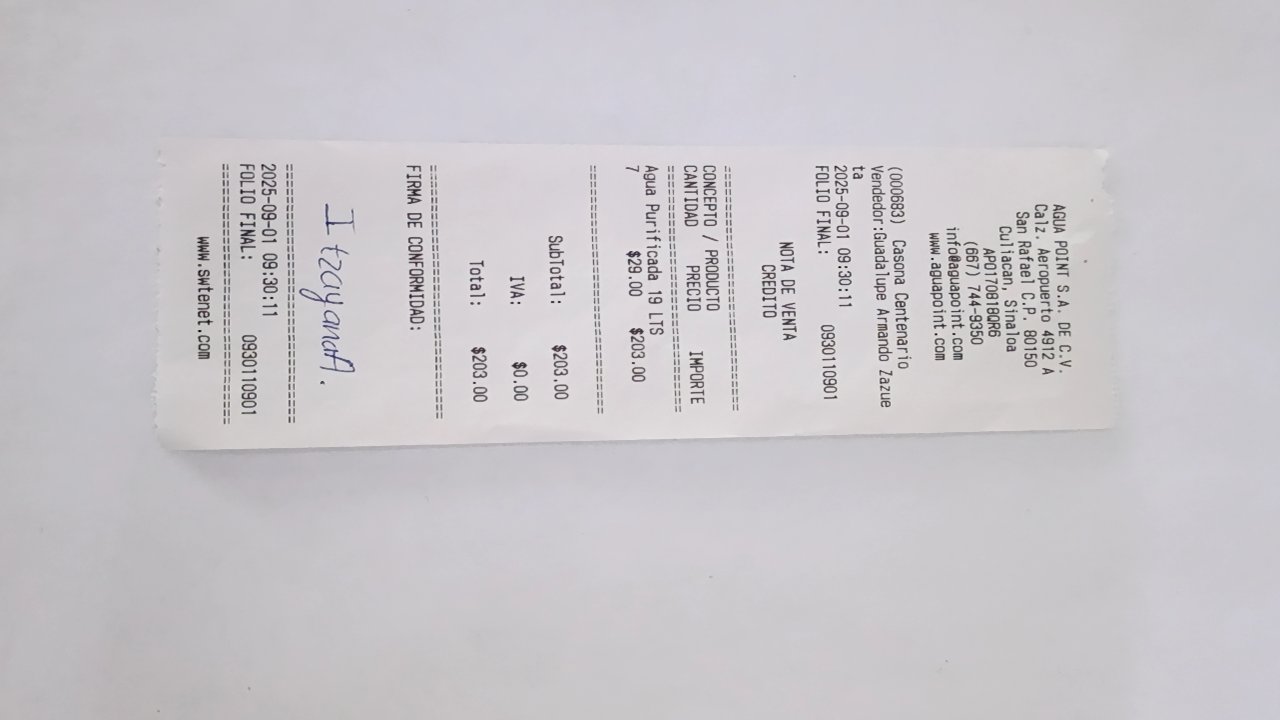 AGUA POINT S.A. DE C.V.
Calz. Aeropuerto 4912 A
San Rafael C.P. 80150
Culiacan, Sinaloa
APO170818QR6
(667) 744-9350
info@aguapoint.com
www.aguapoint.com
(000683) Casona Centenario
Vendedor:Guadalupe Armando Zazue
ta
2025-09-01 09:30:11
FOLIO FINAL: 0930110901
NOTA DE VENTA
CREDITO
================================
CONCEPTO / PRODUCTO
CANTIDAD PRECIO IMPORTE
================================
Agua Purificada 19 LTS
7 $29.00 $203.00
================================
SubTotal: $203.00
IVA: $0.00
Total: $203.00
================================
FIRMA DE CONFORMIDAD:
Itzayana A.
================================
2025-09-01 09:30:11
FOLIO FINAL: 0930110901
================================
www.swtenet.com